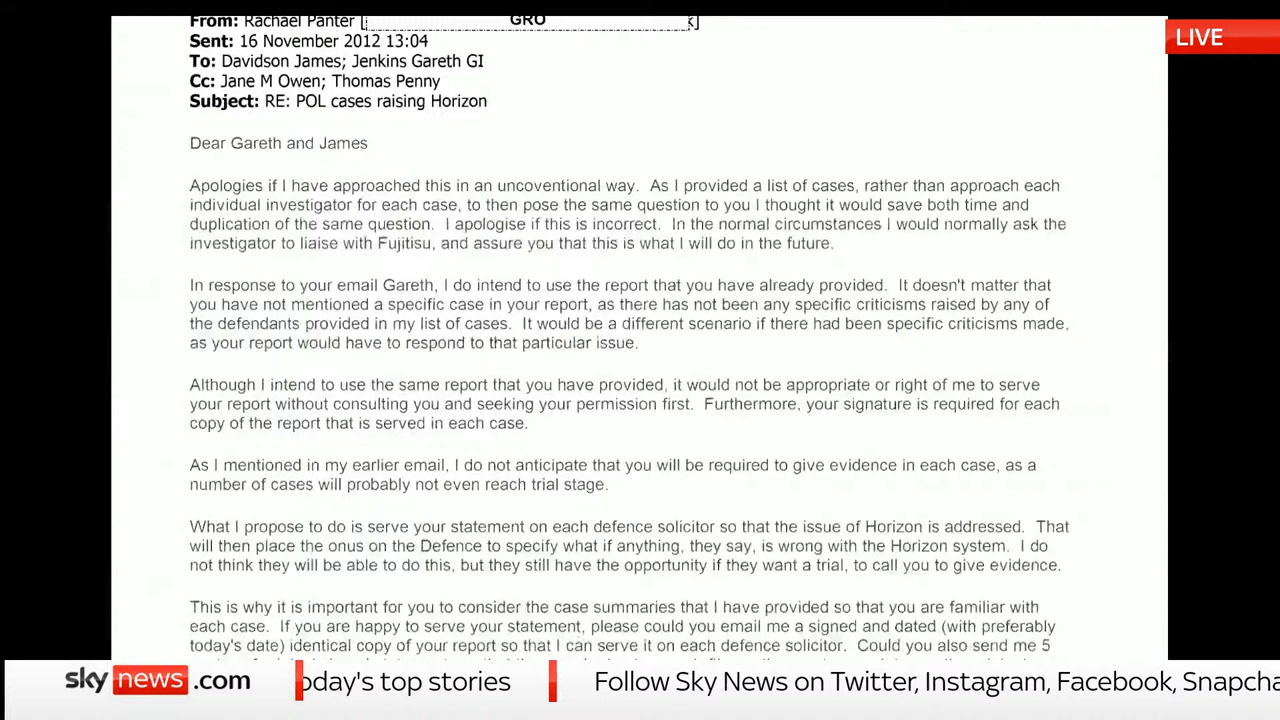 From: Rachael Panter [ GRO ]
LIVE
Sent: 16 November 2012 13:04
To: Davidson James; Jenkins Gareth GI
Cc: Jane M Owen; Thomas Penny
Subject: RE: POL cases raising Horizon
Dear Gareth and James
Apologies if I have approached this in an uncoventional way. As I provided a list of cases, rather than approach each
individual investigator for each case, to then pose the same question to you I thought it would save both time and
duplication of the same question. I apologise if this is incorrect. In the normal circumstances I would normally ask the
investigator to liaise with Fujitisu, and assure you that this is what I will do in the future.
In response to your email Gareth, I do intend to use the report that you have already provided. It doesn't matter that
you have not mentioned a specific case in your report, as there has not been any specific criticisms raised by any of
the defendants provided in my list of cases. It would be a different scenario if there had been specific criticisms made,
as your report would have to respond to that particular issue.
Although I intend to use the same report that you have provided, it would not be appropriate or right of me to serve
your report without consulting you and seeking your permission first. Furthermore, your signature is required for each
copy of the report that is served in each case.
As I mentioned in my earlier email, I do not anticipate that you will be required to give evidence in each case, as a
number of cases will probably not even reach trial stage.
What I propose to do is serve your statement on each defence solicitor so that the issue of Horizon is addressed. That
will then place the onus on the Defence to specify what if anything, they say, is wrong with the Horizon system. I do
not think they will be able to do this, but they still have the opportunity if they want a trial, to call you to give evidence.
This is why it is important for you to consider the case summaries that I have provided so that you are familiar with
each case. If you are happy to serve your statement, please could you email me a signed and dated (with preferably
today's date) identical copy of your report so that I can serve it on each defence solicitor. Could you also send me 5
sky news.com
oday's top stories
Follow Sky News on Twitter, Instagram, Facebook, Snapcha